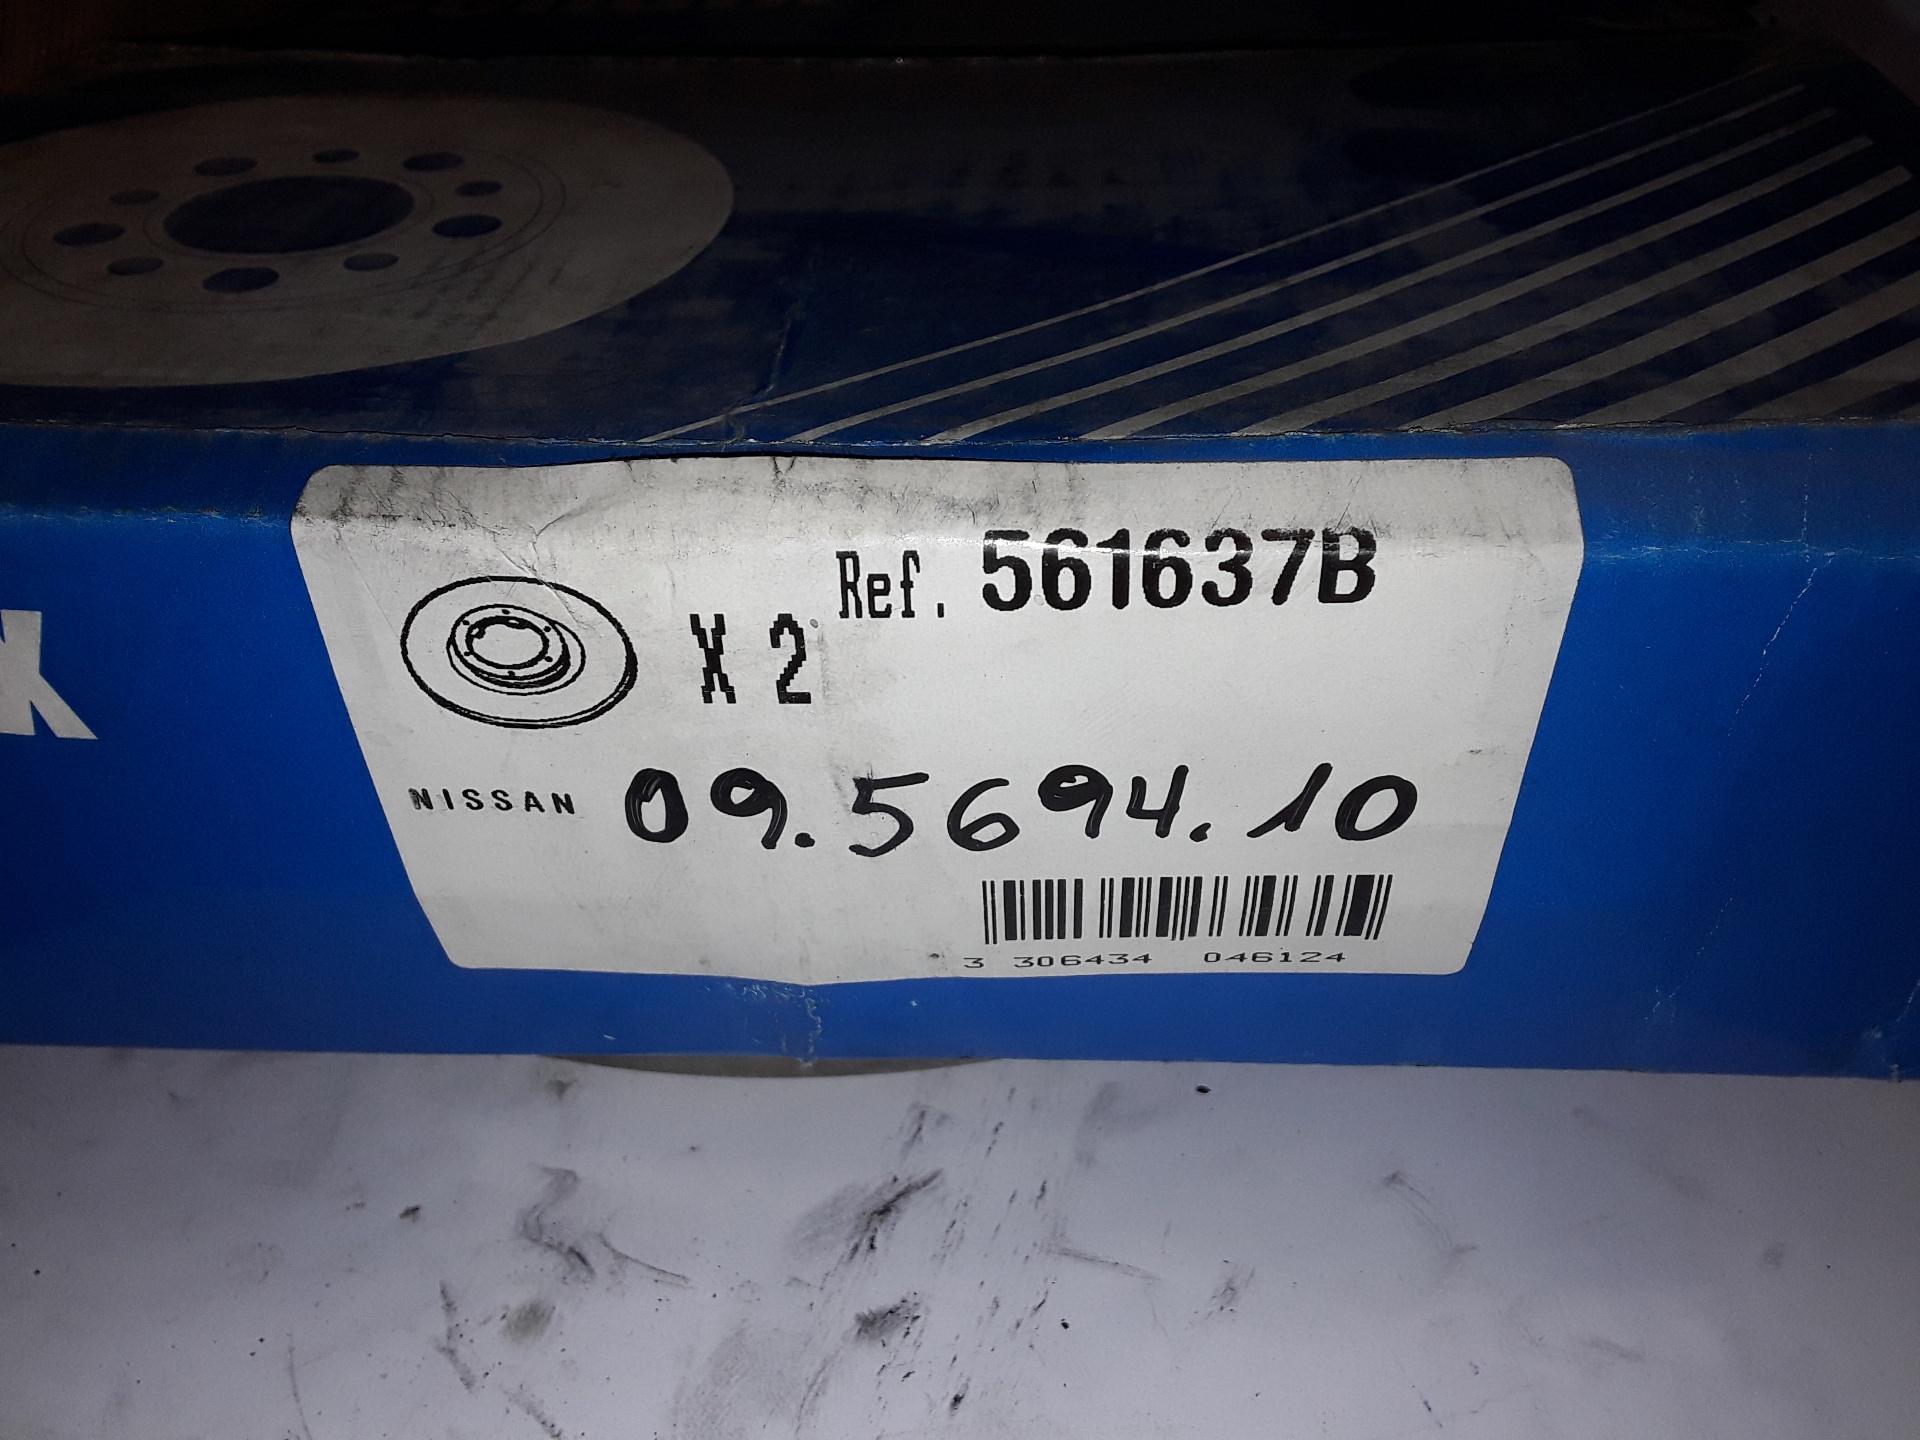 Ref. 561637B
X 2
NISSAN 09.5694.10
3 306434 046124